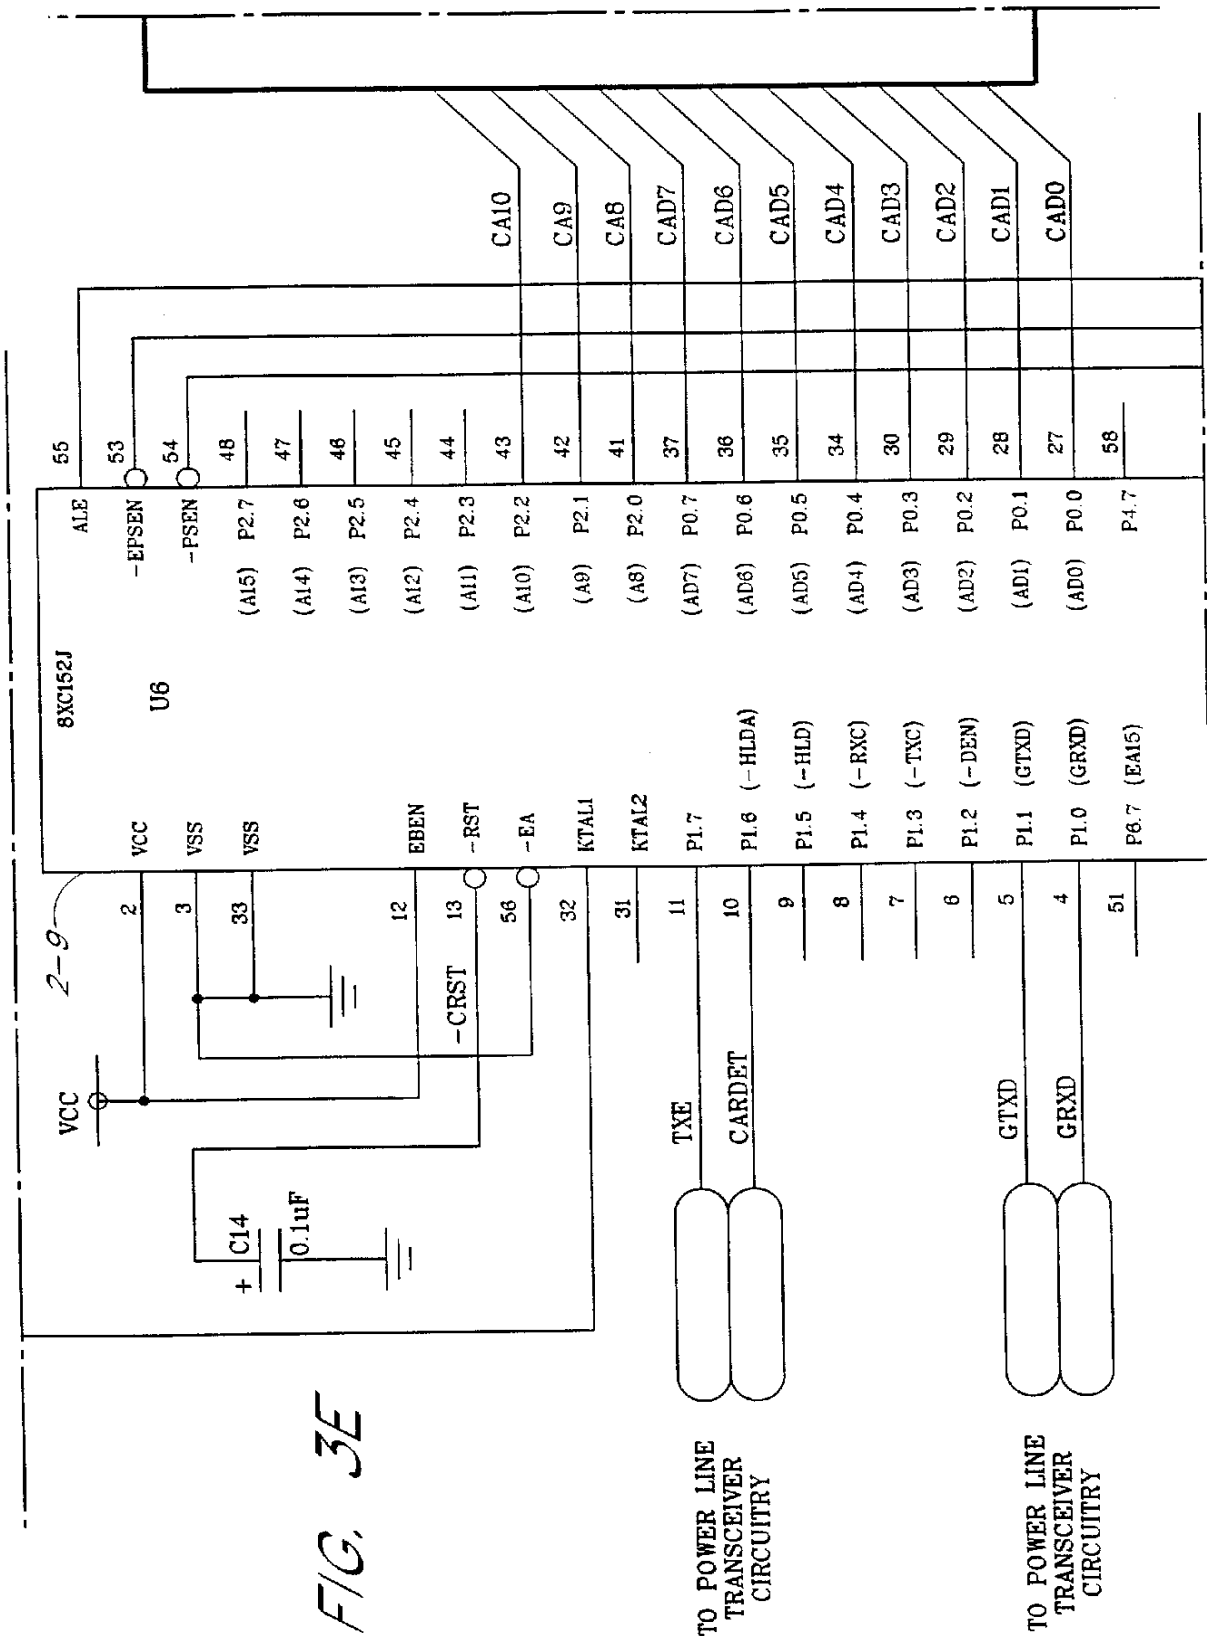 FIG. 3E
2-9
8XC152J
U6
VCC
2 VCC
3 VSS
33 VSS
12 EBEN
-CRST 13 -RST
56 -EA
32 KTAL1
31 KTAL2
TXE 11 P1.7
CARDET 10 P1.6 (-HLDA)
9 P1.5 (-HLD)
8 P1.4 (-RXC)
7 P1.3 (-TXC)
6 P1.2 (-DEN)
GTXD 5 P1.1 (GTXD)
GRXD 4 P1.0 (GRXD)
51 P6.7 (EA15)
+ C14
0.1uF
TO POWER LINE
TRANSCEIVER
CIRCUITRY
TO POWER LINE
TRANSCEIVER
CIRCUITRY
ALE 55
-EPSEN 53
-PSEN 54
(A15) P2.7 48
(A14) P2.6 47
(A13) P2.5 46
(A12) P2.4 45
(A11) P2.3 44
(A10) P2.2 43 CA10
(A9) P2.1 42 CA9
(A8) P2.0 41 CA8
(AD7) P0.7 37 CAD7
(AD6) P0.6 36 CAD6
(AD5) P0.5 35 CAD5
(AD4) P0.4 34 CAD4
(AD3) P0.3 30 CAD3
(AD2) P0.2 29 CAD2
(AD1) P0.1 28 CAD1
(AD0) P0.0 27 CAD0
P4.7 58